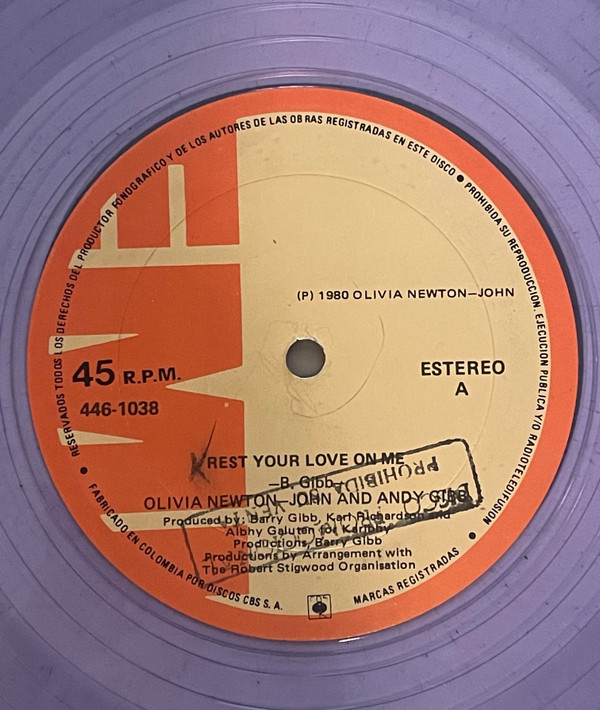 RESERVADOS TODOS LOS DERECHOS DEL PRODUCTOR FONOGRAFICO Y DE LOS AUTORES DE LAS OBRAS REGISTRADAS EN ESTE DISCO ● PROHIBIDA SU REPRODUCCION, EJECUCION PUBLICA Y/O RADIOTELEDIFUSION ●
(P) 1980 OLIVIA NEWTON–JOHN
45 R.P.M.
446-1038
ESTEREO
A
REST YOUR LOVE ON ME
–B. Gibb–
OLIVIA NEWTON–JOHN AND ANDY GIBB
Produced by: Barry Gibb, Karl Richardson and
Albhy Galuten for Karlbhy
Productions, Barry Gibb
Productions by Arrangement with
The Robert Stigwood Organisation
PROHIBIDA
● FABRICADO EN COLOMBIA POR DISCOS CBS S.A.
CBS
MARCAS REGISTRADAS
EMI